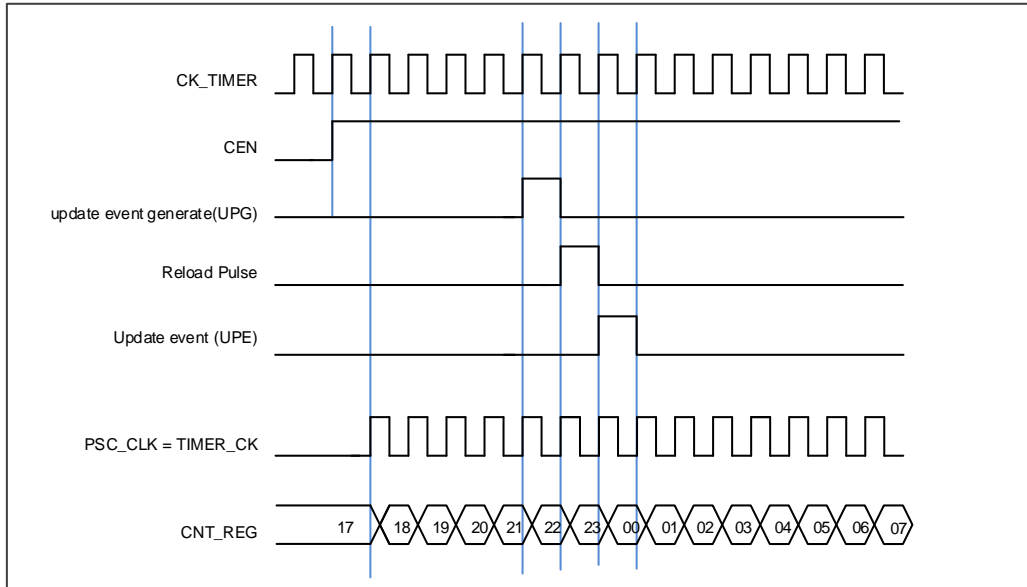 CK_TIMER
CEN
update event generate(UPG)
Reload Pulse
Update event (UPE)
PSC_CLK = TIMER_CK
CNT_REG 17 18 19 20 21 22 23 00 01 02 03 04 05 06 07